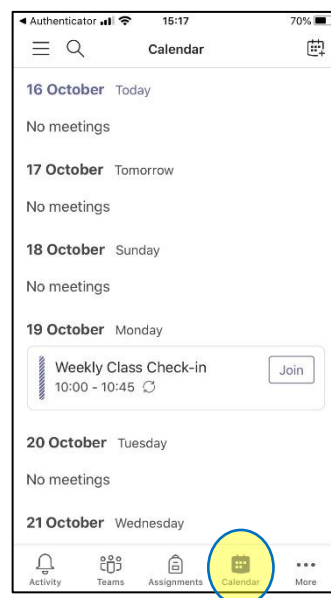 Authenticator 15:17 70%
Calendar
16 October Today
No meetings
17 October Tomorrow
No meetings
18 October Sunday
No meetings
19 October Monday
Weekly Class Check-in
Join
10:00 - 10:45
20 October Tuesday
No meetings
21 October Wednesday
Activity Teams Assignments Calendar More